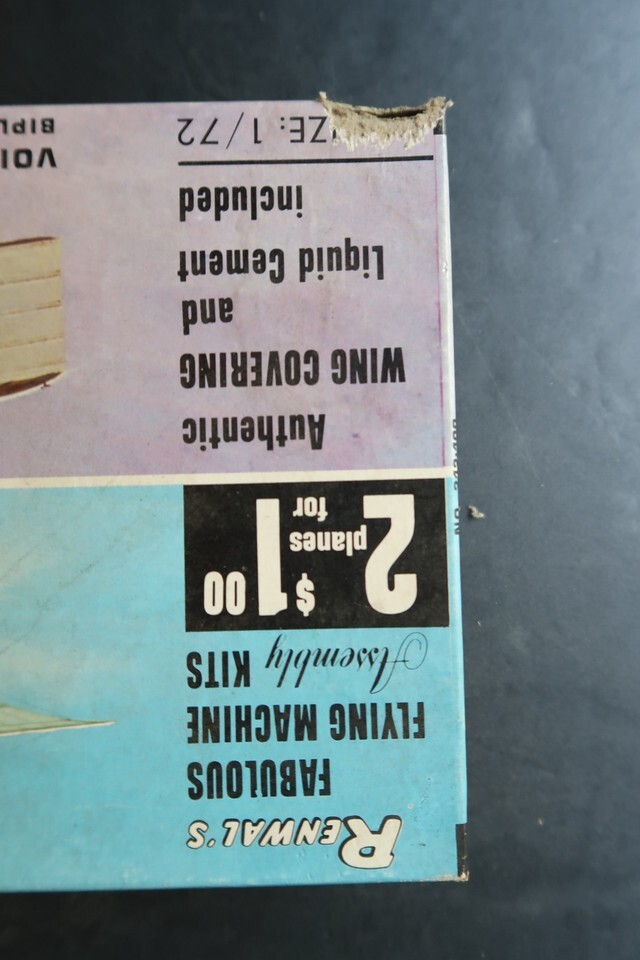 RENWAL'S
FABULOUS
FLYING MACHINE
Assembly KITS
2 planes for $1.00
Authentic
WING COVERING
and
Liquid Cement
included
1/72